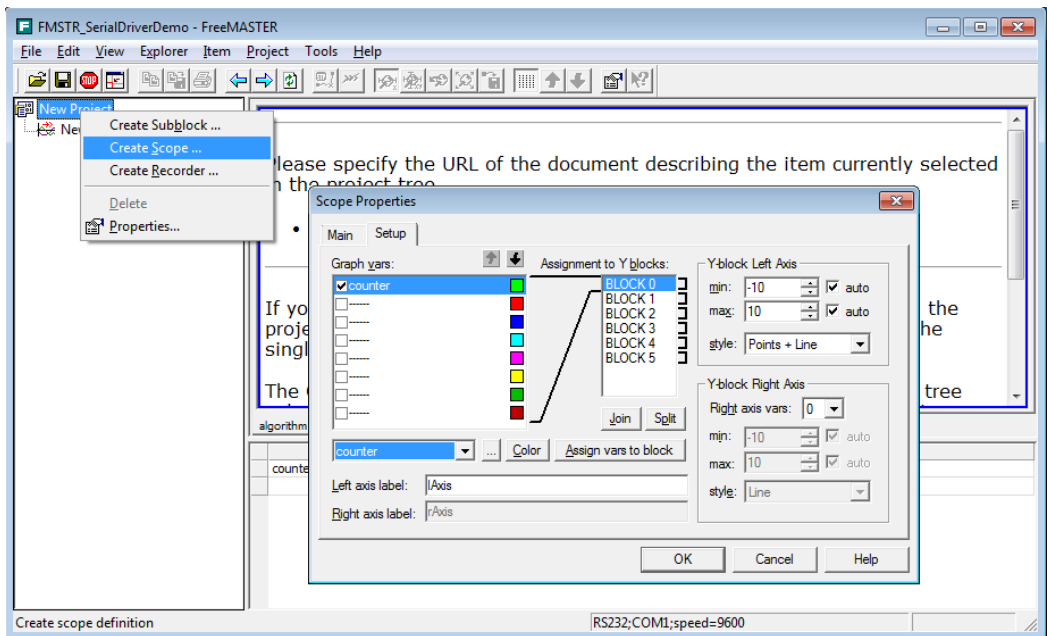 FMSTR_SerialDriverDemo - FreeMASTER
File Edit View Explorer Item Project Tools Help
New Project
Create Subblock ...
Create Scope ...
Create Recorder ...
Delete
Properties...
Please specify the URL of the document describing the item currently selected
the project tree
If yo
the
proje
he
singl
The
tree
algorithm
counte
Scope Properties
Main Setup
Graph vars:
Assignment to Y blocks:
counter
------
------
------
------
------
------
------
BLOCK 0
BLOCK 1
BLOCK 2
BLOCK 3
BLOCK 4
BLOCK 5
Join Split
counter ... Color Assign vars to block
Left axis label: lAxis
Right axis label: rAxis
Y-block Left Axis
min: -10 auto
max: 10 auto
style: Points + Line
Y-block Right Axis
Right axis vars: 0
min: -10 auto
max: 10 auto
style: Line
OK Cancel Help
Create scope definition
RS232;COM1;speed=9600